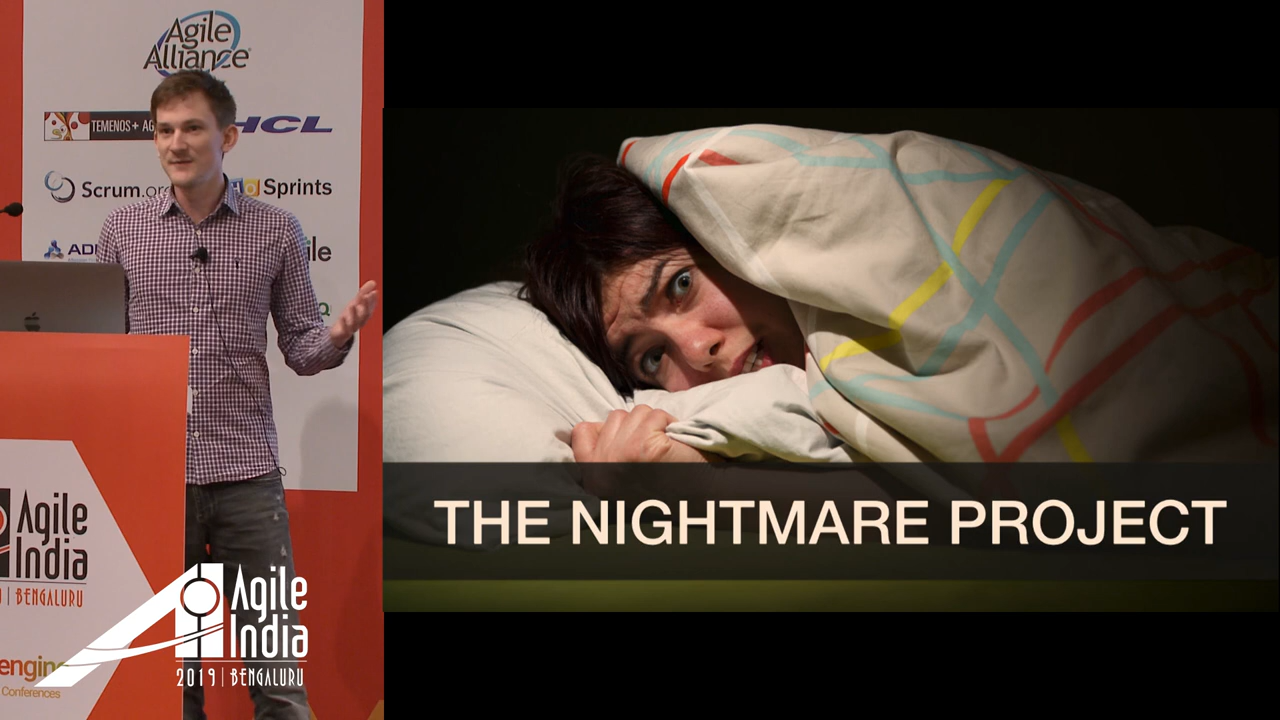 Agile
Alliance
TEMENOS+
HCL
Scrum.org
Sprints
Agile
India
BENGALURU
Conferences
Agile
India
2019 | BENGALURU
THE NIGHTMARE PROJECT